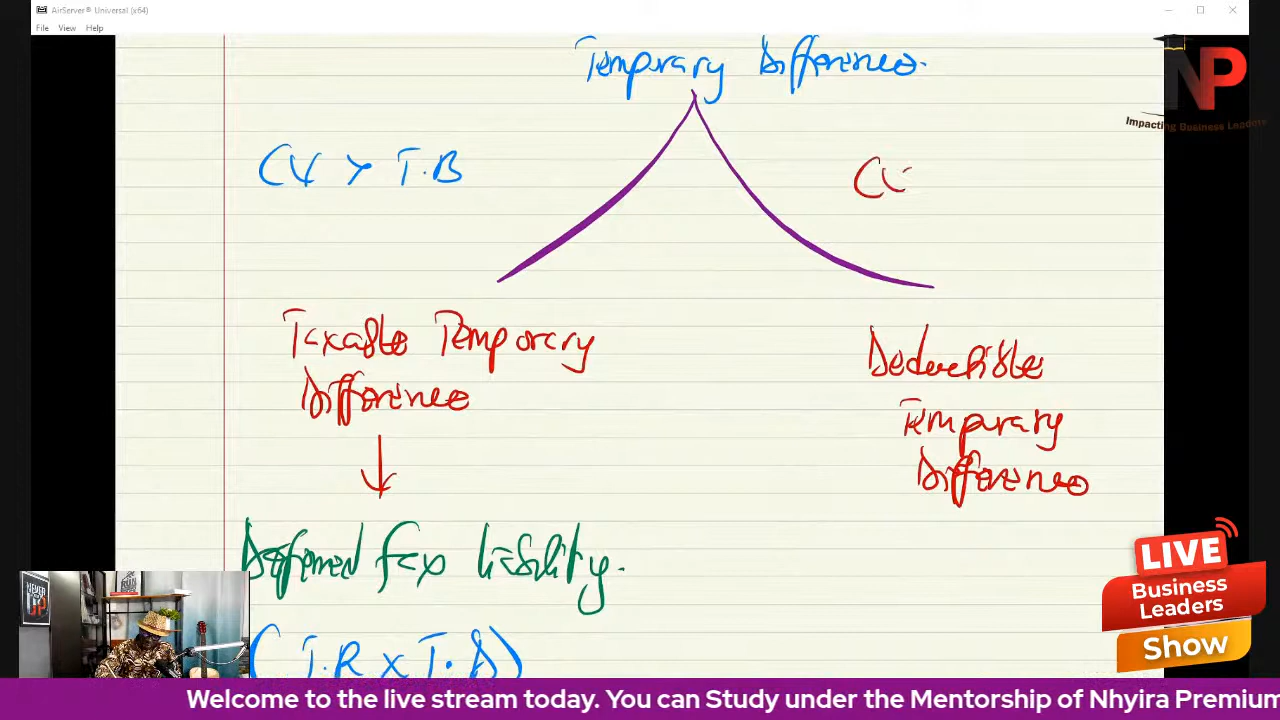 AirServer® Universal (x64)
File View Help
Temporary Difference.
NP
Impacting Business Leaders
CV > T.B
CV
Taxable Temporary
Difference
Deductible
Temporary
Difference
Deferred tax liability.
(T.R x T.D)
LIVE
Business
Leaders
Show
Welcome to the live stream today. You can Study under the Mentorship of Nhyira Premium